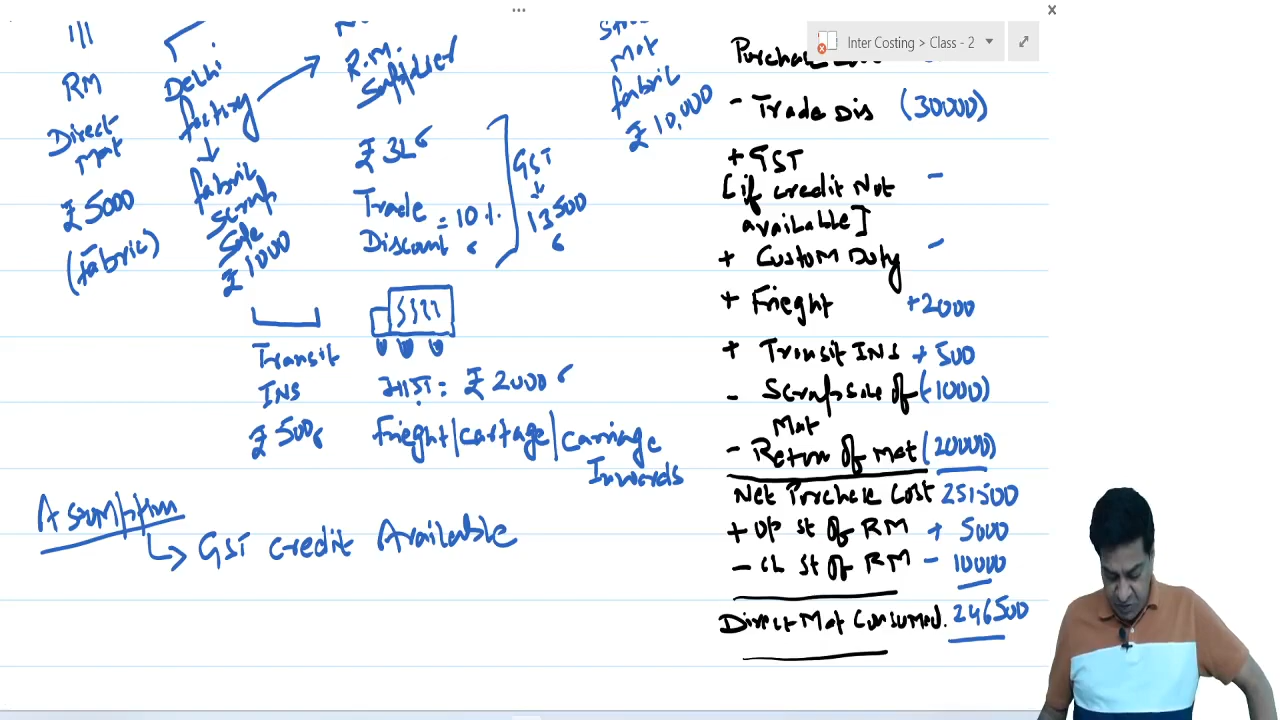 Inter Costing > Class - 2
RM
Direct
Mat
₹5000
(fabric)
Delhi
factory
fabric
scrap
Sale
₹1000
R.M.
Supplier
₹3L
Trade
Discount = 10%
GST
13500
Mat
fabric
₹10,000
Transit
INS
₹500
= ₹2000
Frieght/cartage/carriage
Inwards
Assumption
GST credit Available
- Trade Dis (30000)
+ GST -
[if credit Not
available]
+ Custom Duty -
+ Frieght +2000
+ Transit INS +500
- Scrap sale of (-1000)
Mat
- Return of mat (20000)
Net Purchase Cost 251500
+ Op st of RM + 5000
- cl st of RM - 10000
Direct Mat Consumed. 246500